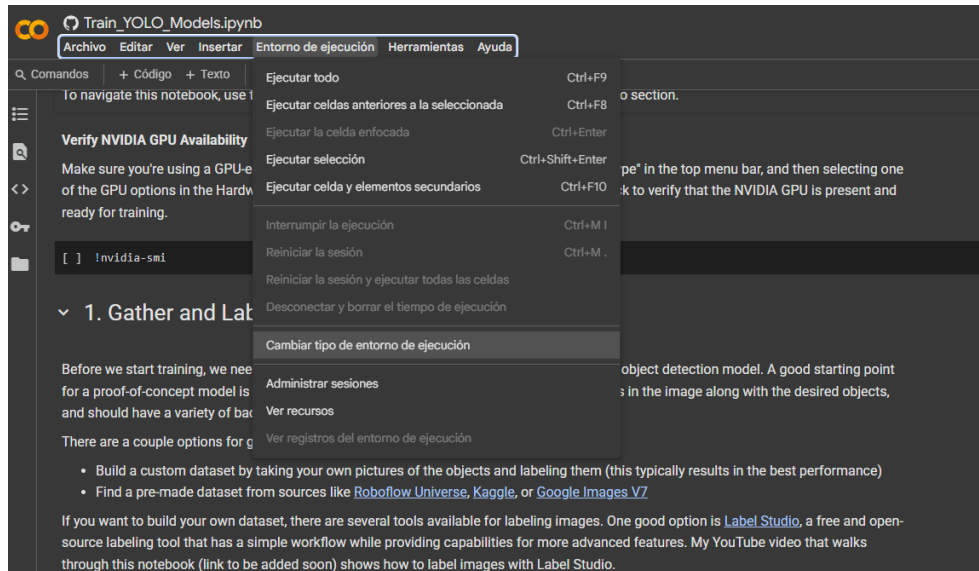 Train_YOLO_Models.ipynb
Archivo Editar Ver Insertar Entorno de ejecución Herramientas Ayuda
Comandos + Código + Texto
Ejecutar todo Ctrl+F9
Ejecutar celdas anteriores a la seleccionada Ctrl+F8
Ejecutar la celda enfocada Ctrl+Enter
Ejecutar selección Ctrl+Shift+Enter
Ejecutar celda y elementos secundarios Ctrl+F10
Interrumpir la ejecución Ctrl+M I
Reiniciar la sesión Ctrl+M .
Reiniciar la sesión y ejecutar todas las celdas
Desconectar y borrar el tiempo de ejecución
Cambiar tipo de entorno de ejecución
Administrar sesiones
Ver recursos
Ver registros del entorno de ejecución
To navigate this notebook, use o section.
Verify NVIDIA GPU Availability
Make sure you're using a GPU-e pe" in the top menu bar, and then selecting one
of the GPU options in the Hardw k to verify that the NVIDIA GPU is present and
ready for training.
[ ] !nvidia-smi
1. Gather and Lab
Before we start training, we nee object detection model. A good starting point
for a proof-of-concept model is s in the image along with the desired objects,
and should have a variety of bac
There are a couple options for g
• Build a custom dataset by taking your own pictures of the objects and labeling them (this typically results in the best performance)
• Find a pre-made dataset from sources like Roboflow Universe, Kaggle, or Google Images V7
If you want to build your own dataset, there are several tools available for labeling images. One good option is Label Studio, a free and open-
source labeling tool that has a simple workflow while providing capabilities for more advanced features. My YouTube video that walks
through this notebook (link to be added soon) shows how to label images with Label Studio.